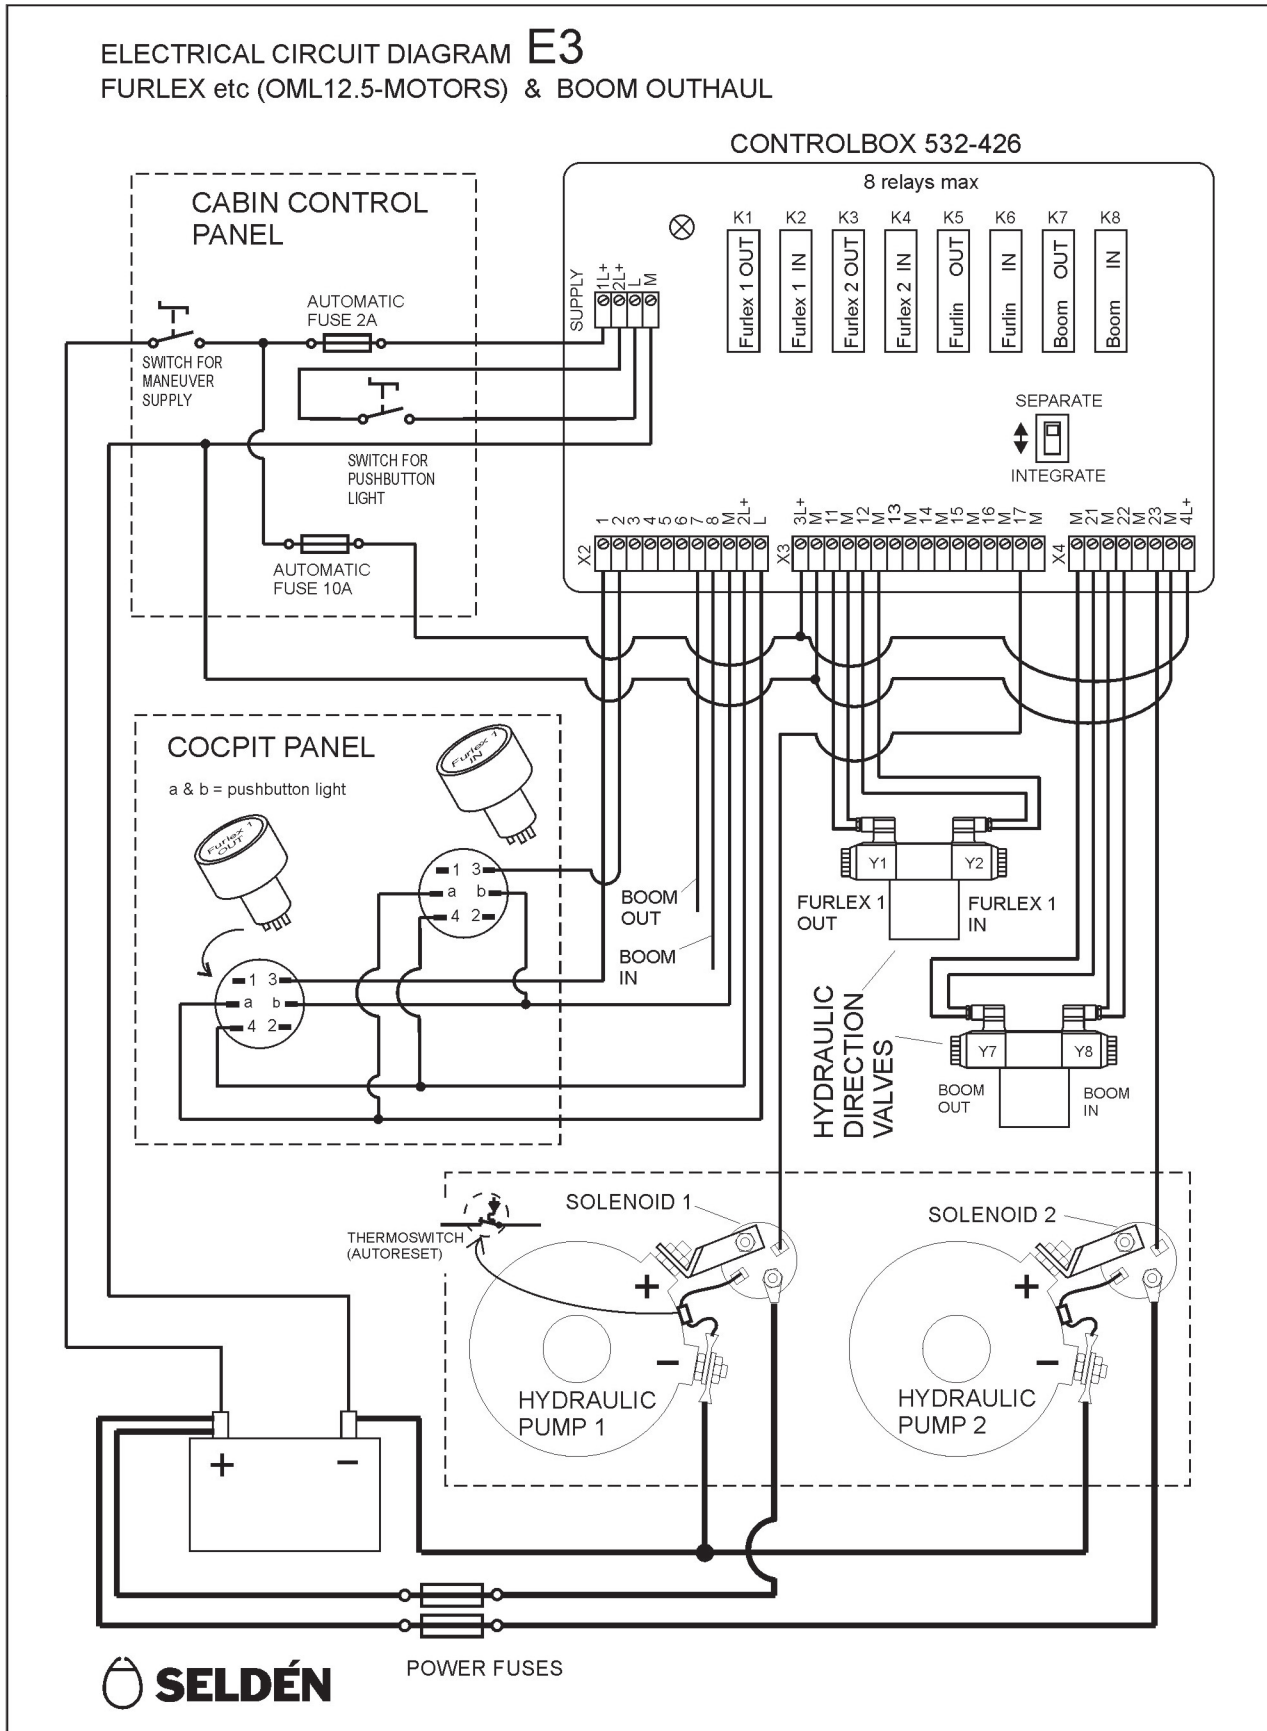 ELECTRICAL CIRCUIT DIAGRAM E3
FURLEX etc (OML12.5-MOTORS) & BOOM OUTHAUL
CONTROLBOX 532-426
8 relays max
CABIN CONTROL
PANEL
K1 K2 K3 K4 K5 K6 K7 K8
Furlex 1 OUT
Furlex 1 IN
Furlex 2 OUT
Furlex 2 IN
Furlin OUT
Furlin IN
Boom OUT
Boom IN
SUPPLY
1L+
2L+
L
M
AUTOMATIC
FUSE 2A
SWITCH FOR
MANEUVER
SUPPLY
SWITCH FOR
PUSHBUTTON
LIGHT
AUTOMATIC
FUSE 10A
SEPARATE
INTEGRATE
X2
1 2 3 4 5 6 7 8 M 2L+ L
X3
3L+ M 11 M 12 M 13 M 14 M 15 M 16 M 17 M
X4
M 21 M 22 M 23 M 4L+
COCPIT PANEL
a & b = pushbutton light
Furlex 1
IN
Furlex 1
OUT
1 3
a b
4 2
1 3
a b
4 2
BOOM
OUT
BOOM
IN
Y1 Y2
FURLEX 1
OUT
FURLEX 1
IN
HYDRAULIC
DIRECTION
VALVES
Y7 Y8
BOOM
OUT
BOOM
IN
THERMOSWITCH
(AUTORESET)
SOLENOID 1
SOLENOID 2
+
−
HYDRAULIC
PUMP 1
+
−
HYDRAULIC
PUMP 2
+ −
POWER FUSES
SELDÉN